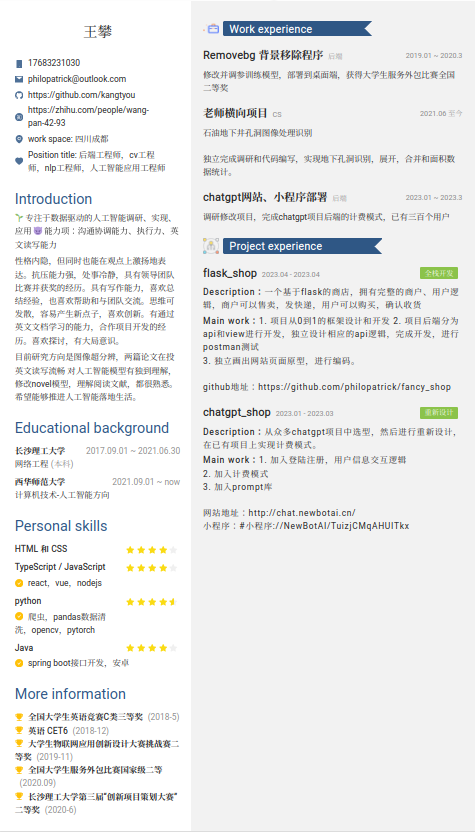 王攀
17683231030
philopatrick@outlook.com
https://github.com/kangtyou
https://zhihu.com/people/wang-
pan-42-93
work space: 四川成都
Position title: 后端工程师，cv工程
师，nlp工程师，人工智能应用工程师
Introduction
专注于数据驱动的人工智能调研、实现、
应用 能力项：沟通协调能力、执行力、英
文读写能力
性格内隐，但同时也能在观点上激扬地表
达。抗压能力强，处事冷静，具有领导团队
比赛并获奖的经历。具有写作能力，喜欢总
结经验，也喜欢帮助和与团队交流。思维可
发散，容易产生新点子，喜欢创新。有通过
英文文档学习的能力，合作项目开发的经
历。喜欢探讨，有大局意识。
目前研究方向是图像超分辨，两篇论文在投
英文读写流畅 对人工智能模型有独到理解，
修改novel模型，理解阅读文献，都很熟悉。
希望能够推进人工智能落地生活。
Educational background
长沙理工大学 2017.09.01 ~ 2021.06.30
网络工程 (本科)
西华师范大学 2021.09.01 ~ now
计算机技术-人工智能方向
Personal skills
HTML 和 CSS
TypeScript / JavaScript
react，vue，nodejs
python
爬虫，pandas数据清
洗，opencv，pytorch
Java
spring boot接口开发，安卓
More information
全国大学生英语竞赛C类三等奖 (2018-5)
英语 CET6 (2018-12)
大学生物联网应用创新设计大赛挑战赛二
等奖 (2019-11)
全国大学生服务外包比赛国家级二等
(2020.09)
长沙理工大学第三届“创新项目策划大赛”
二等奖 (2020-6)
Work experience
Removebg 背景移除程序 后端 2019.01 ~ 2020.3
修改并调参训练模型，部署到桌面端，获得大学生服务外包比赛全国
二等奖
老师横向项目 CS 2021.06 至今
石油地下井孔洞图像处理识别
独立完成调研和代码编写，实现地下孔洞识别，展开，合并和面积数
据统计。
chatgpt网站、小程序部署 后端 2023.01 ~ 2023.3
调研修改项目，完成chatgpt项目后端的计费模式，已有三百个用户
Project experience
flask_shop 2023.04 - 2023.04 全栈开发
Description：一个基于flask的商店，拥有完整的商户、用户逻
辑，商户可以售卖，发快递，用户可以购买，确认收货
Main work：1. 项目从0到1的框架设计和开发 2. 项目后端分为
api和view进行开发，独立设计相应的api逻辑，完成开发，进行
postman测试
3. 独立画出网站页面原型，进行编码。
github地址：https://github.com/philopatrick/fancy_shop
chatgpt_shop 2023.01 - 2023.03 重新设计
Description：从众多chatgpt项目中选型，然后进行重新设计，
在已有项目上实现计费模式。
Main work：1. 加入登陆注册，用户信息交互逻辑
2. 加入计费模式
3. 加入prompt库
网站地址：http://chat.newbotai.cn/
小程序：#小程序://NewBotAI/TuizjCMqAHUITkx